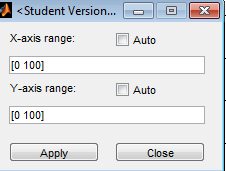 <Student Version...
X-axis range: Auto
[0 100]
Y-axis range: Auto
[0 100]
Apply Close